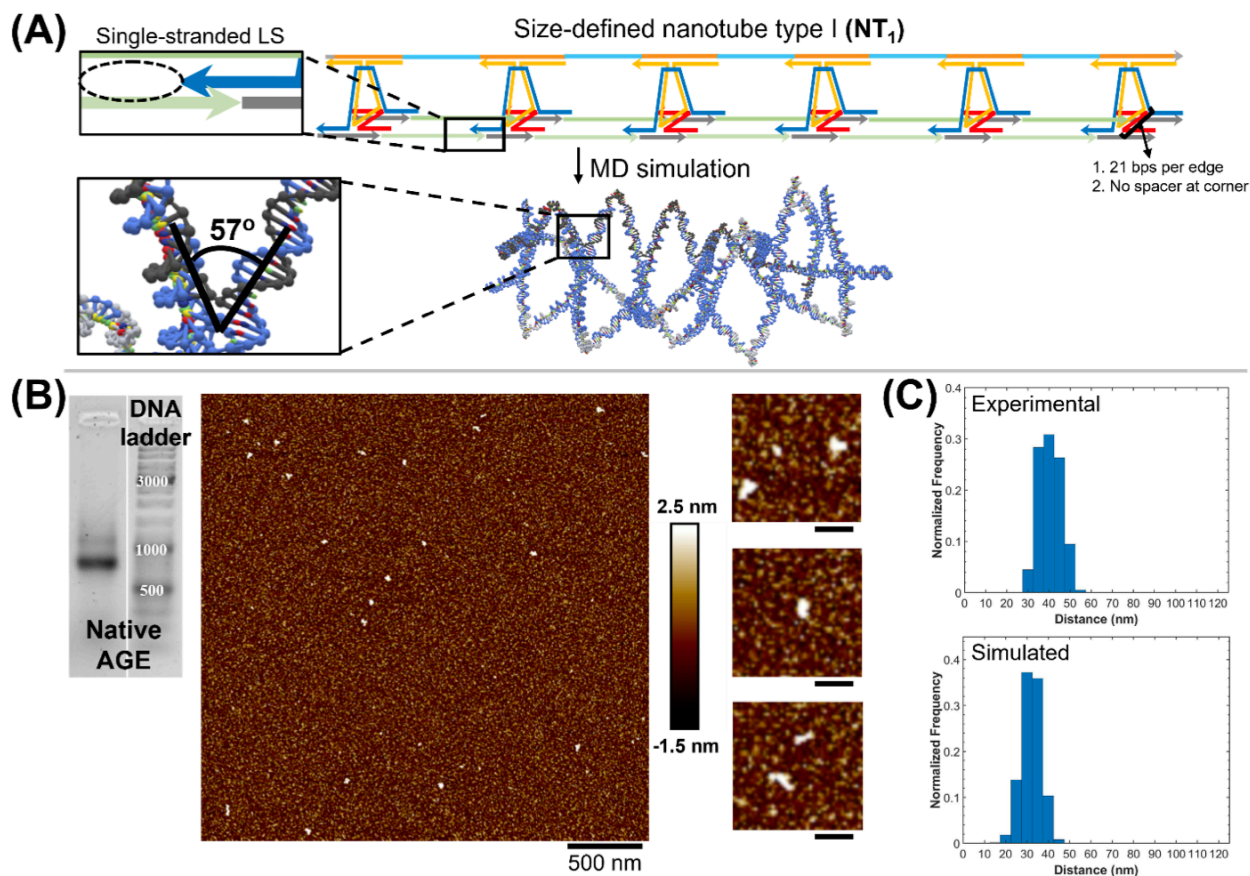 (A)
Single-stranded LS
Size-defined nanotube type I (NT₁)
1. 21 bps per edge
2. No spacer at corner
MD simulation
57°
(B)
DNA
ladder
3000
1000
500
Native
AGE
2.5 nm
-1.5 nm
500 nm
(C)
Experimental
Normalized Frequency
0.4
0.3
0.2
0.1
0
0 10 20 30 40 50 60 70 80 90 100 110 120
Distance (nm)
Simulated
Normalized Frequency
0.4
0.3
0.2
0.1
0
0 10 20 30 40 50 60 70 80 90 100 110 120
Distance (nm)